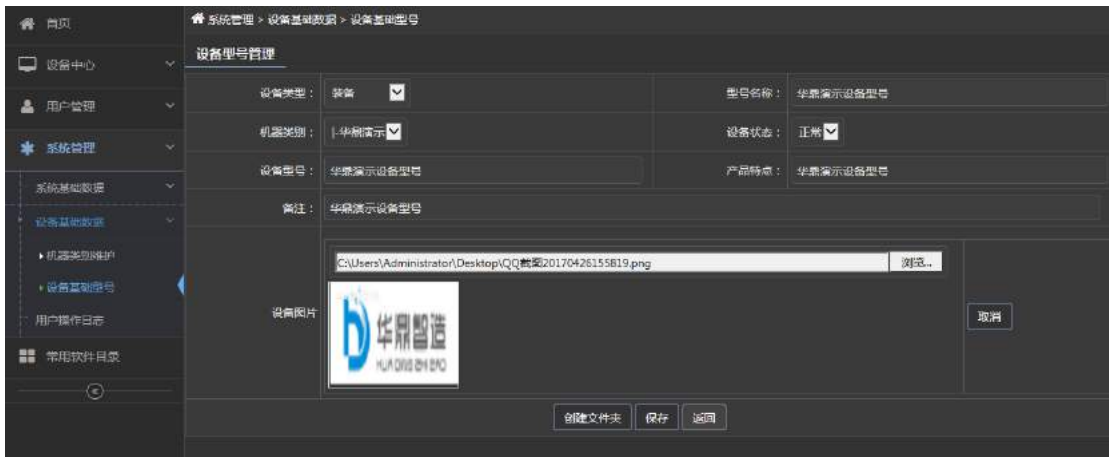 首页
设备中心
用户管理
系统管理
系统基础数据
设备基础数据
机器类别维护
设备基础型号
用户操作日志
常用软件目录
系统管理 > 设备基础数据 > 设备基础型号
设备型号管理
设备类型： 装备
型号名称： 华鼎演示设备型号
机器类别： |-华鼎演示
设备状态： 正常
设备型号： 华鼎演示设备型号
产品特点： 华鼎演示设备型号
备注： 华鼎演示设备型号
设备图片
C:\Users\Administrator\Desktop\QQ截图20170426155819.png
浏览...
华鼎智造
取消
创建文件夹 保存 返回